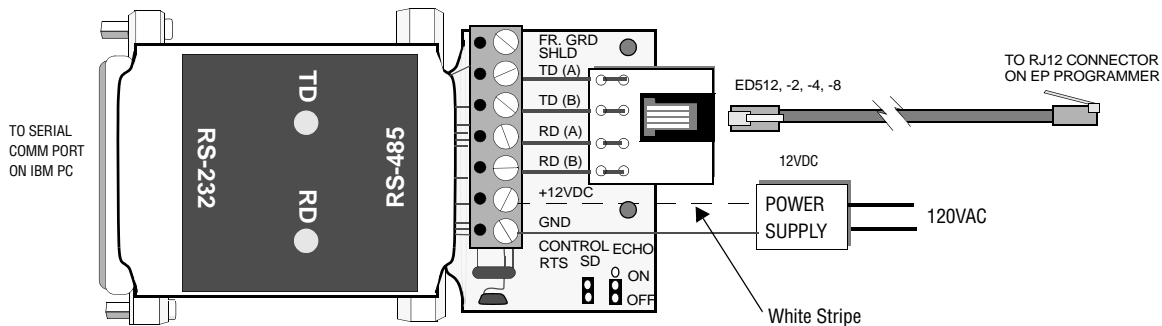 TO SERIAL
COMM PORT
ON IBM PC
RS-232
TD
RD
RS-485
FR. GRD
SHLD
TD (A)
TD (B)
RD (A)
RD (B)
+12VDC
GND
CONTROL ECHO
RTS SD
ON
OFF
ED512, -2, -4, -8
TO RJ12 CONNECTOR
ON EP PROGRAMMER
12VDC
POWER
SUPPLY
120VAC
White Stripe